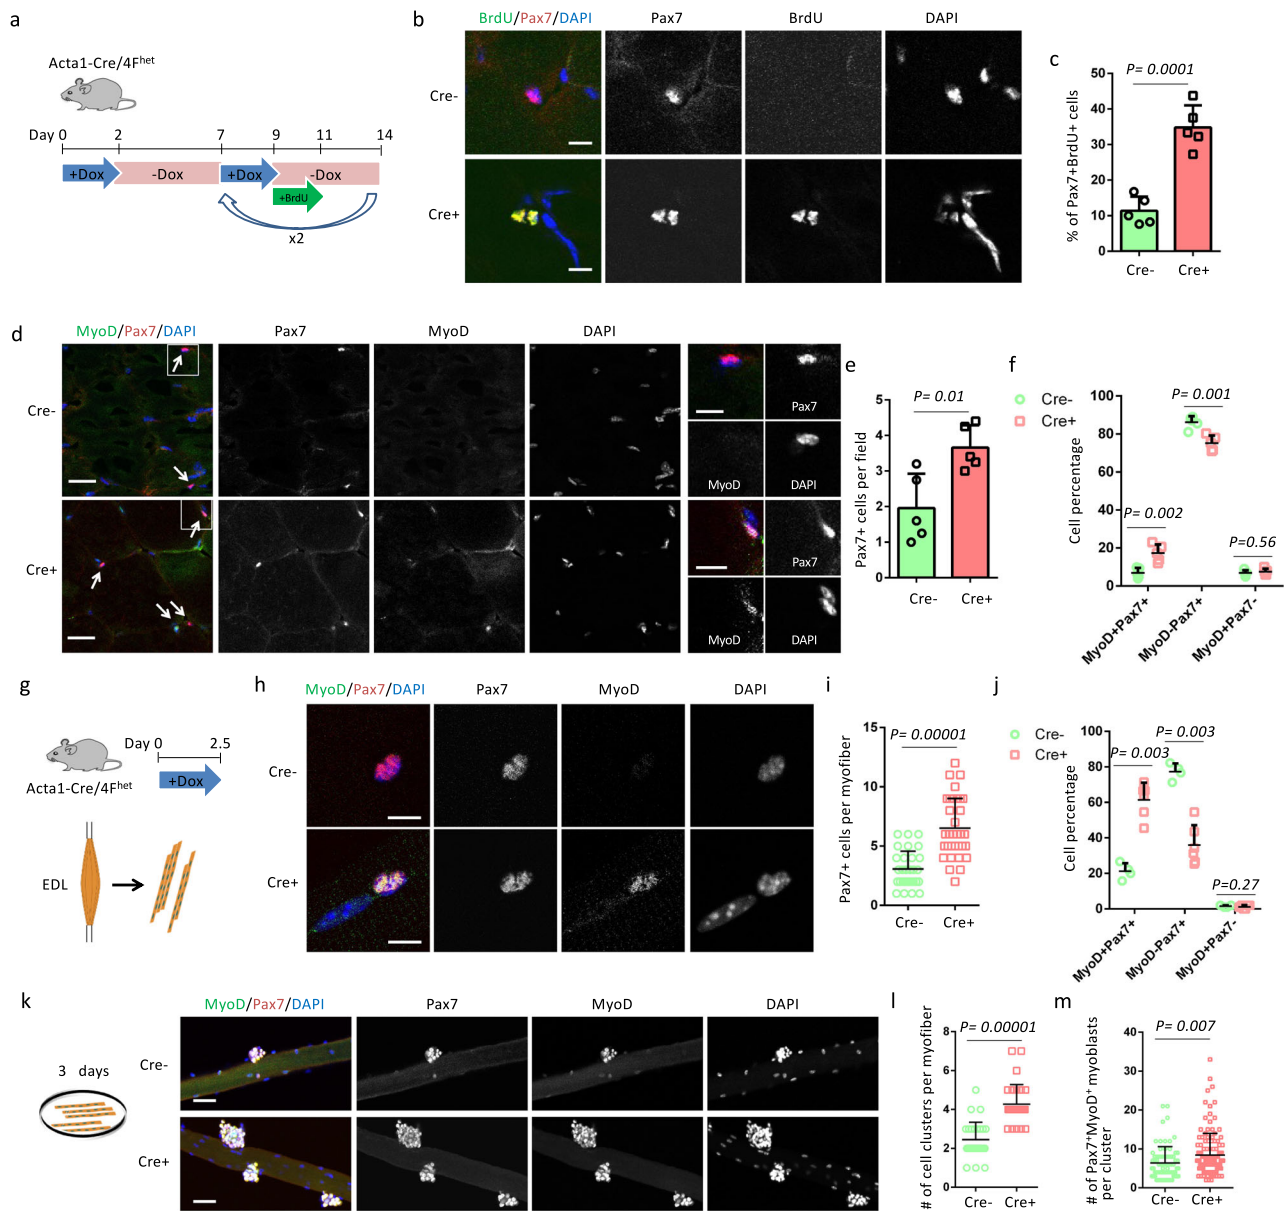 a
Acta1-Cre/4Fhet
Day 0 2 7 9 11 14
+Dox -Dox +Dox -Dox
+BrdU
x2
b
BrdU/Pax7/DAPI Pax7 BrdU DAPI
Cre-
Cre+
c
P= 0.0001
% of Pax7+BrdU+ cells
50
40
30
20
10
0
Cre- Cre+
d
MyoD/Pax7/DAPI Pax7 MyoD DAPI
Cre-
Cre+
Pax7
MyoD DAPI
Pax7
MyoD DAPI
e
P= 0.01
Pax7+ cells per field
5
4
3
2
1
0
Cre- Cre+
f
Cre-
Cre+
P= 0.001
P= 0.002
P=0.56
Cell percentage
100
80
60
40
20
0
MyoD+Pax7+ MyoD-Pax7+ MyoD+Pax7-
g
Day 0 2.5
+Dox
Acta1-Cre/4Fhet
EDL
h
MyoD/Pax7/DAPI Pax7 MyoD DAPI
Cre-
Cre+
i
P= 0.00001
Pax7+ cells per myofiber
15
10
5
0
Cre- Cre+
j
Cre-
Cre+
P= 0.003
P= 0.003
P=0.27
Cell percentage
100
80
60
40
20
0
MyoD+Pax7+ MyoD-Pax7+ MyoD+Pax7-
k
3 days
MyoD/Pax7/DAPI Pax7 MyoD DAPI
Cre-
Cre+
l
P= 0.00001
# of cell clusters per myofiber
8
6
4
2
0
Cre- Cre+
m
P= 0.007
# of Pax7+MyoD+ myoblasts
per cluster
40
30
20
10
0
Cre- Cre+